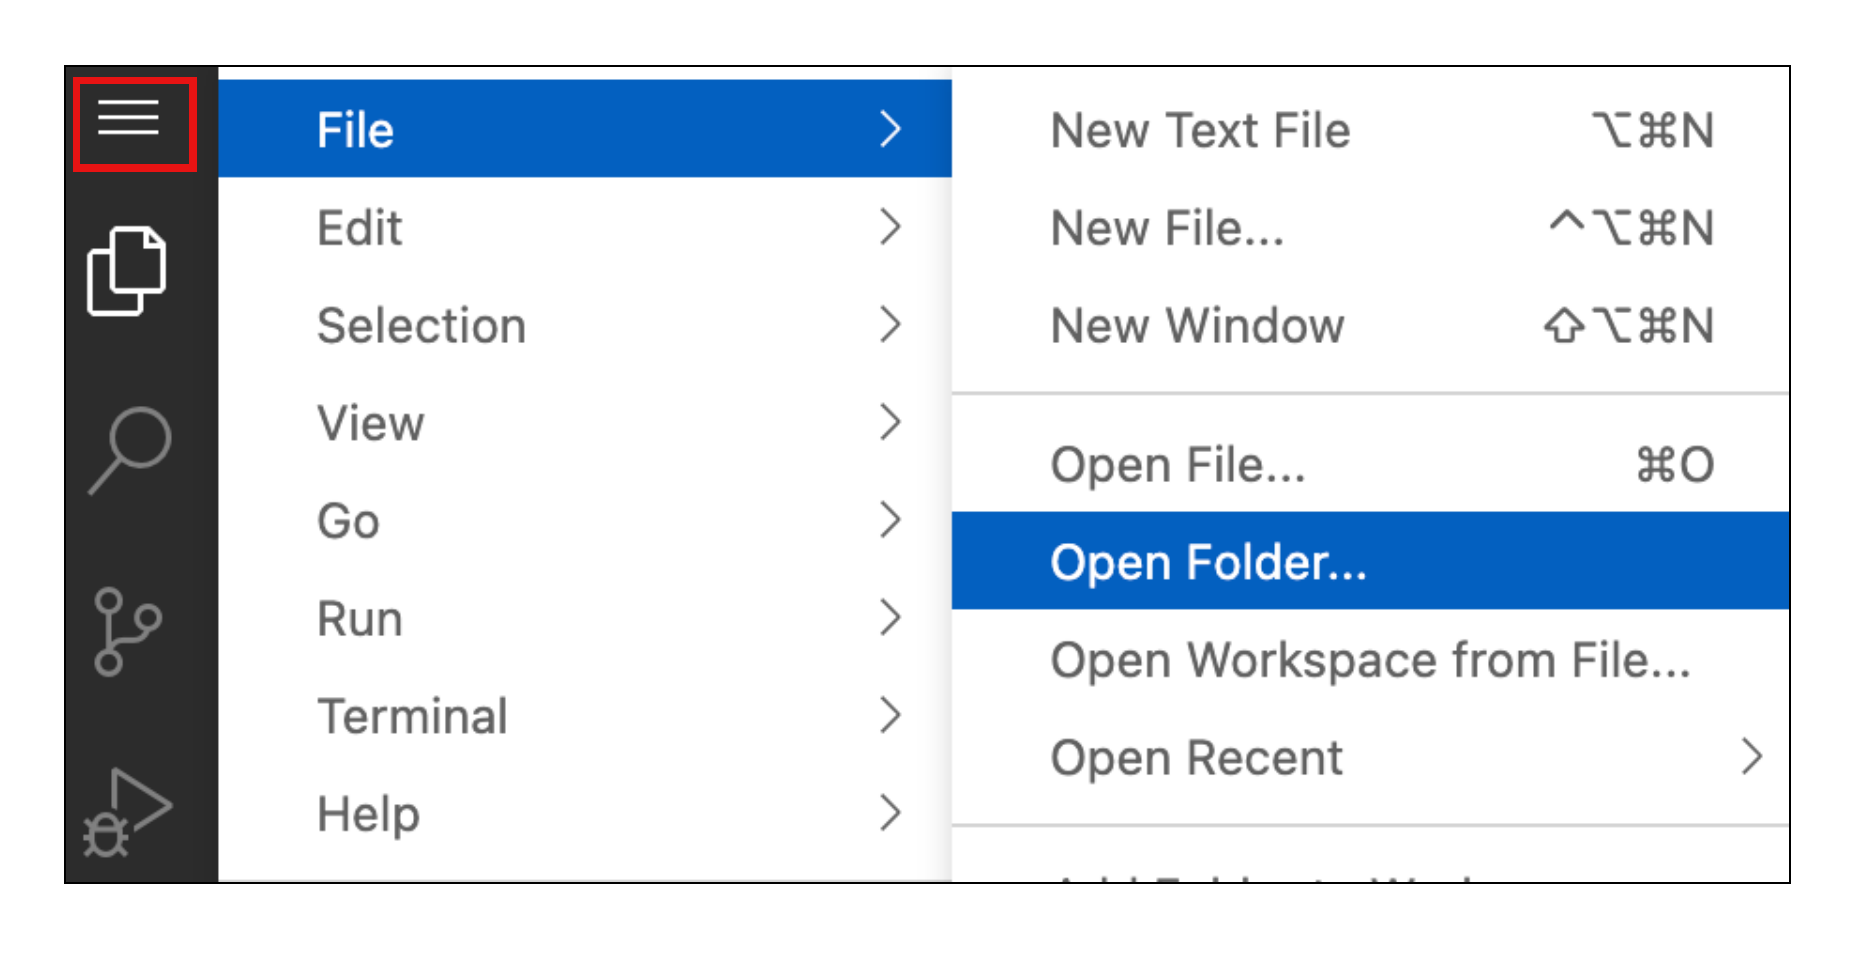 File
Edit
Selection
View
Go
Run
Terminal
Help
New Text File ⌥⌘N
New File... ^⌥⌘N
New Window ⇧⌥⌘N
Open File... ⌘O
Open Folder...
Open Workspace from File...
Open Recent